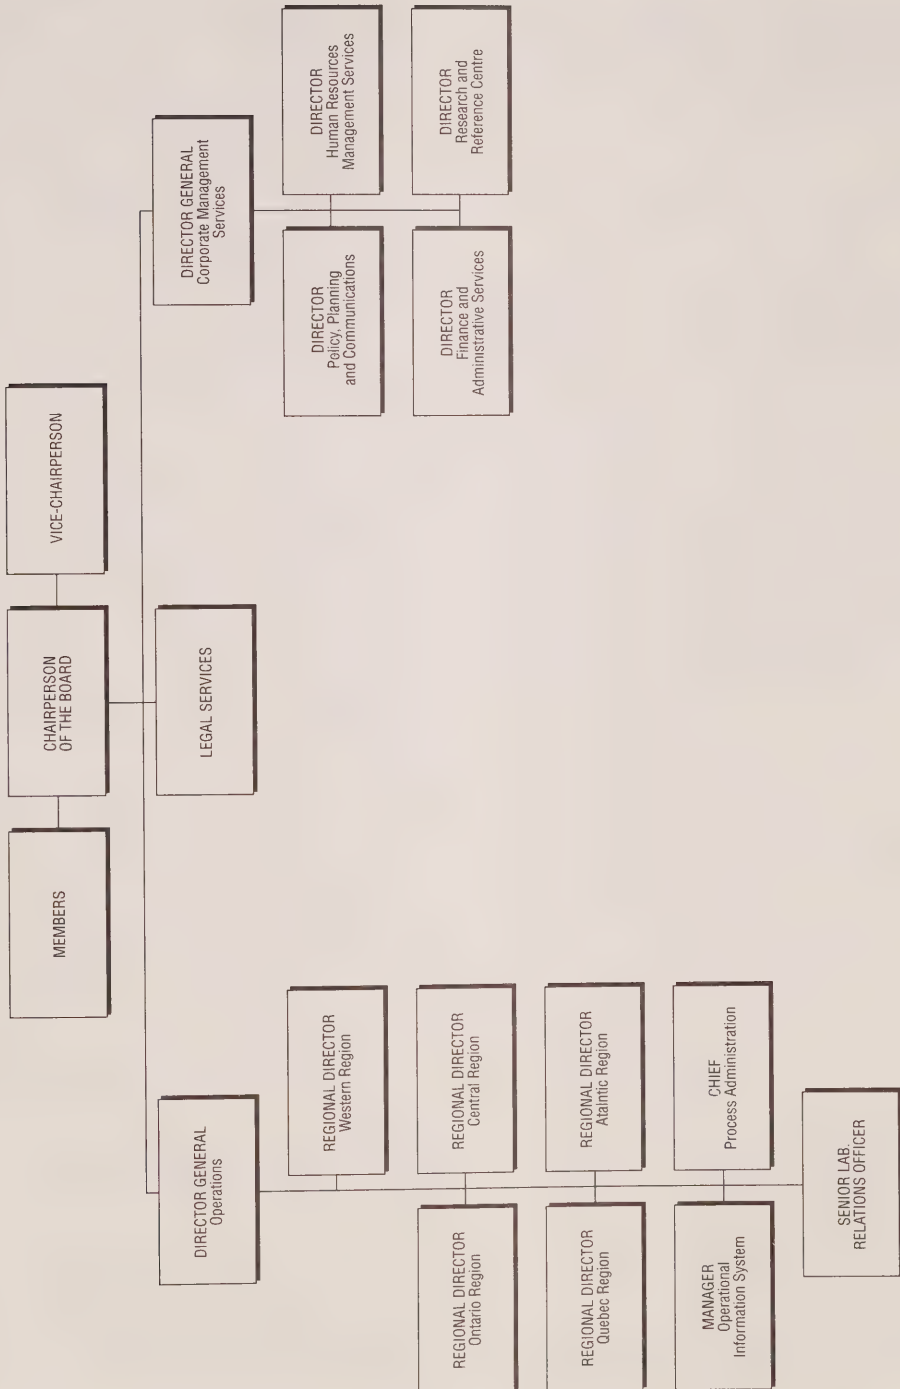 MEMBERS
CHAIRPERSON
OF THE BOARD
VICE-CHAIRPERSON
DIRECTOR GENERAL
Operations
LEGAL SERVICES
DIRECTOR GENERAL
Corporate Management
Services
REGIONAL DIRECTOR
Western Region
REGIONAL DIRECTOR
Ontario Region
REGIONAL DIRECTOR
Central Region
REGIONAL DIRECTOR
Quebec Region
REGIONAL DIRECTOR
Atalntic Region
MANAGER
Operational
Information System
CHIEF
Process Administration
SENIOR LAB.
RELATIONS OFFICER
DIRECTOR
Policy, Planning
and Communications
DIRECTOR
Human Resources
Management Services
DIRECTOR
Finance and
Administrative Services
DIRECTOR
Research and
Reference Centre